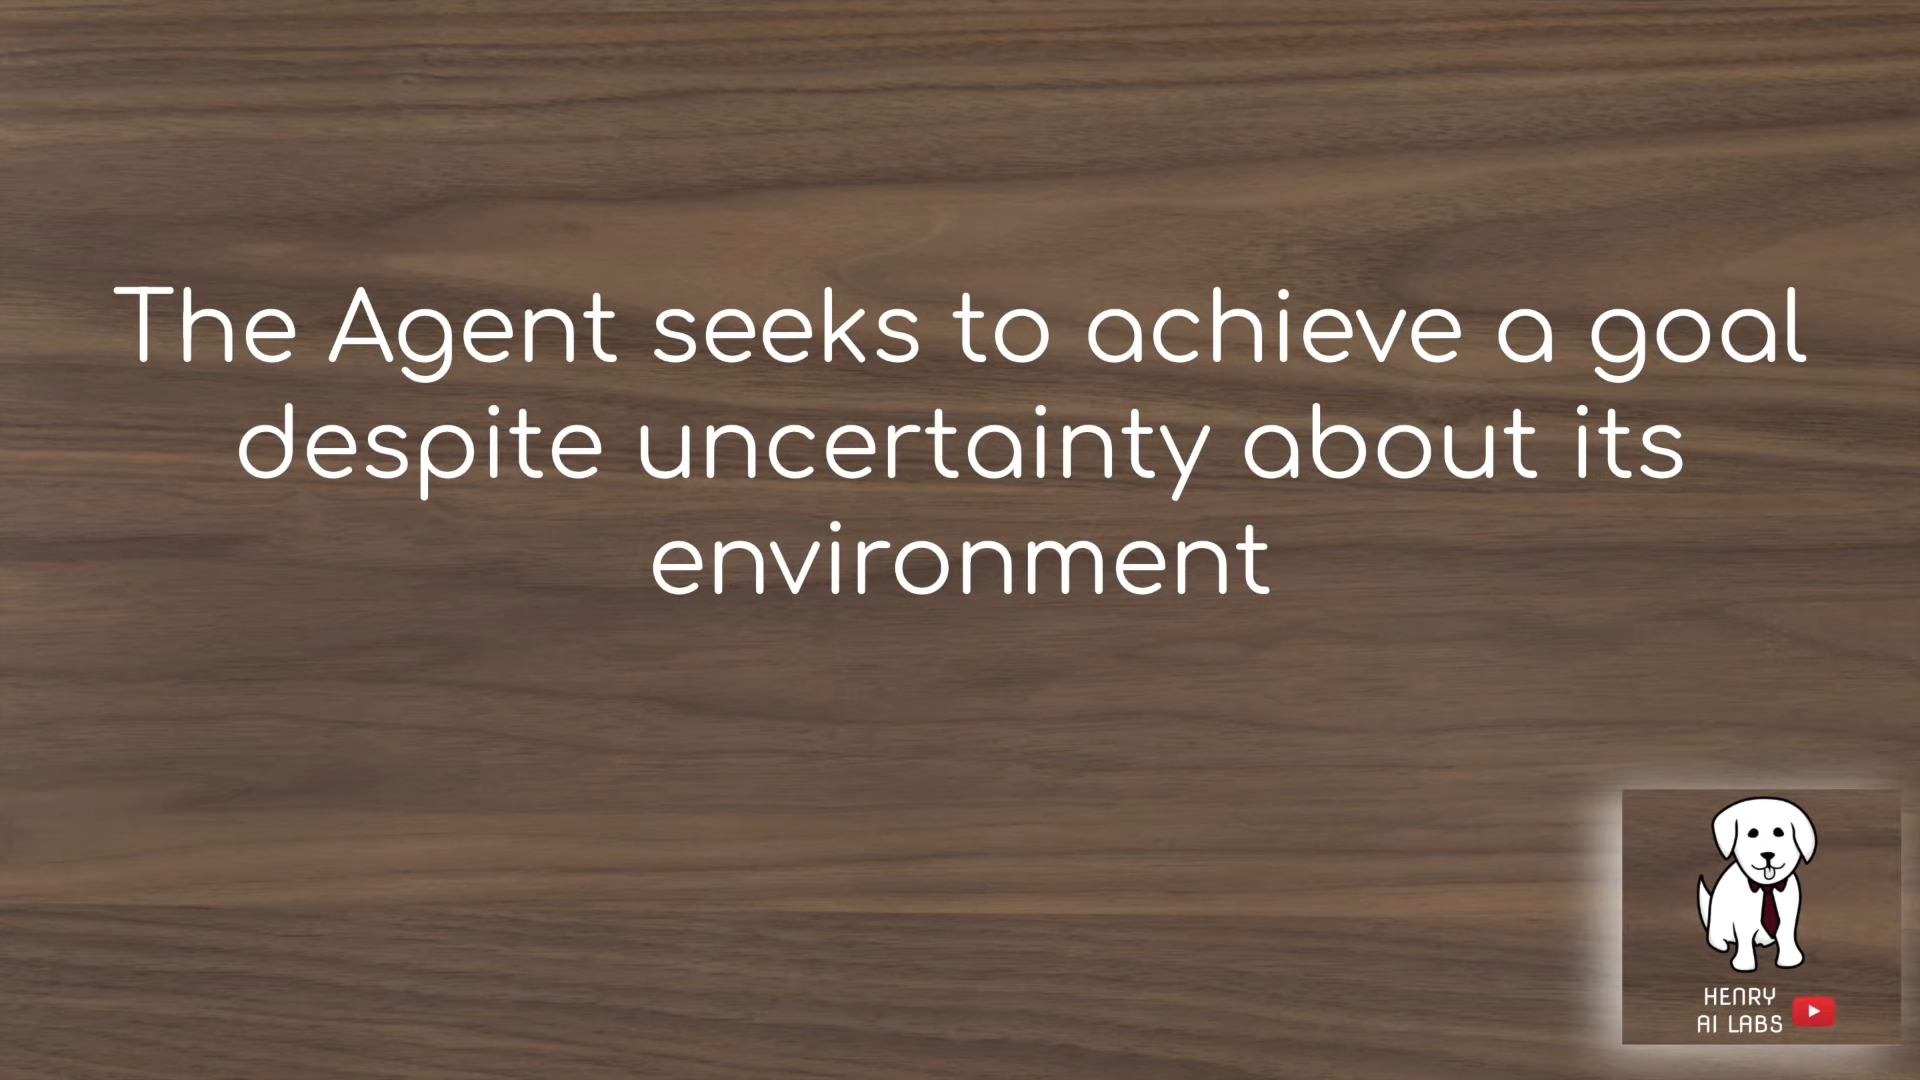 The Agent seeks to achieve a goal
despite uncertainty about its
environment
HENRY
AI LABS